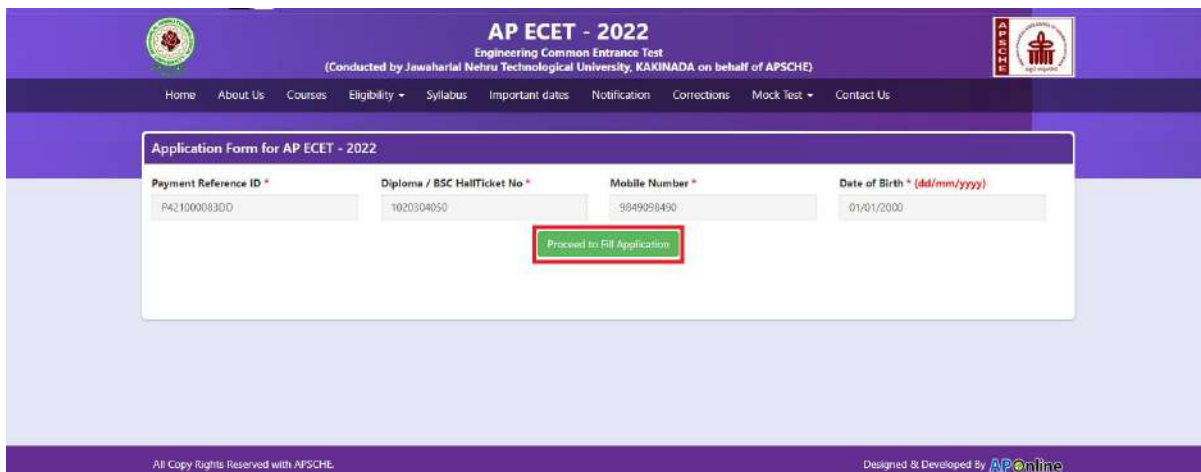 AP ECET - 2022
Engineering Common Entrance Test
(Conducted by Jawaharlal Nehru Technological University, KAKINADA on behalf of APSCHE)
APSCHE
Home About Us Courses Eligibility Syllabus Important dates Notification Corrections Mock Test Contact Us
Application Form for AP ECET - 2022
Payment Reference ID * Diploma / BSC HallTicket No * Mobile Number * Date of Birth * (dd/mm/yyyy)
P421000083DD 1020304050 9849098490 01/01/2000
Proceed to Fill Application
All Copy Rights Reserved with APSCHE. Designed & Developed By APOnline